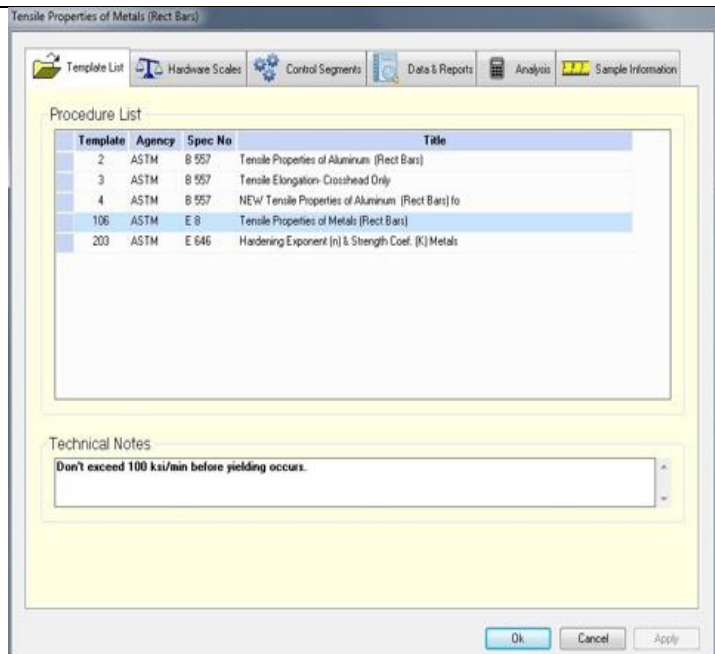 Tensile Properties of Metals (Rect Bars)
Template List Hardware Scales Control Segments Data & Reports Analysis Sample Information
Procedure List
Template Agency Spec No Title
2 ASTM B 557 Tensile Properties of Aluminum (Rect Bars)
3 ASTM B 557 Tensile Elongation- Crosshead Only
4 ASTM B 557 NEW Tensile Properties of Aluminum (Rect Bars) fo
106 ASTM E 8 Tensile Properties of Metals (Rect Bars)
203 ASTM E 646 Hardening Exponent (n) & Strength Coef. (K) Metals
Technical Notes
Don't exceed 100 ksi/min before yielding occurs.
Ok Cancel Apply